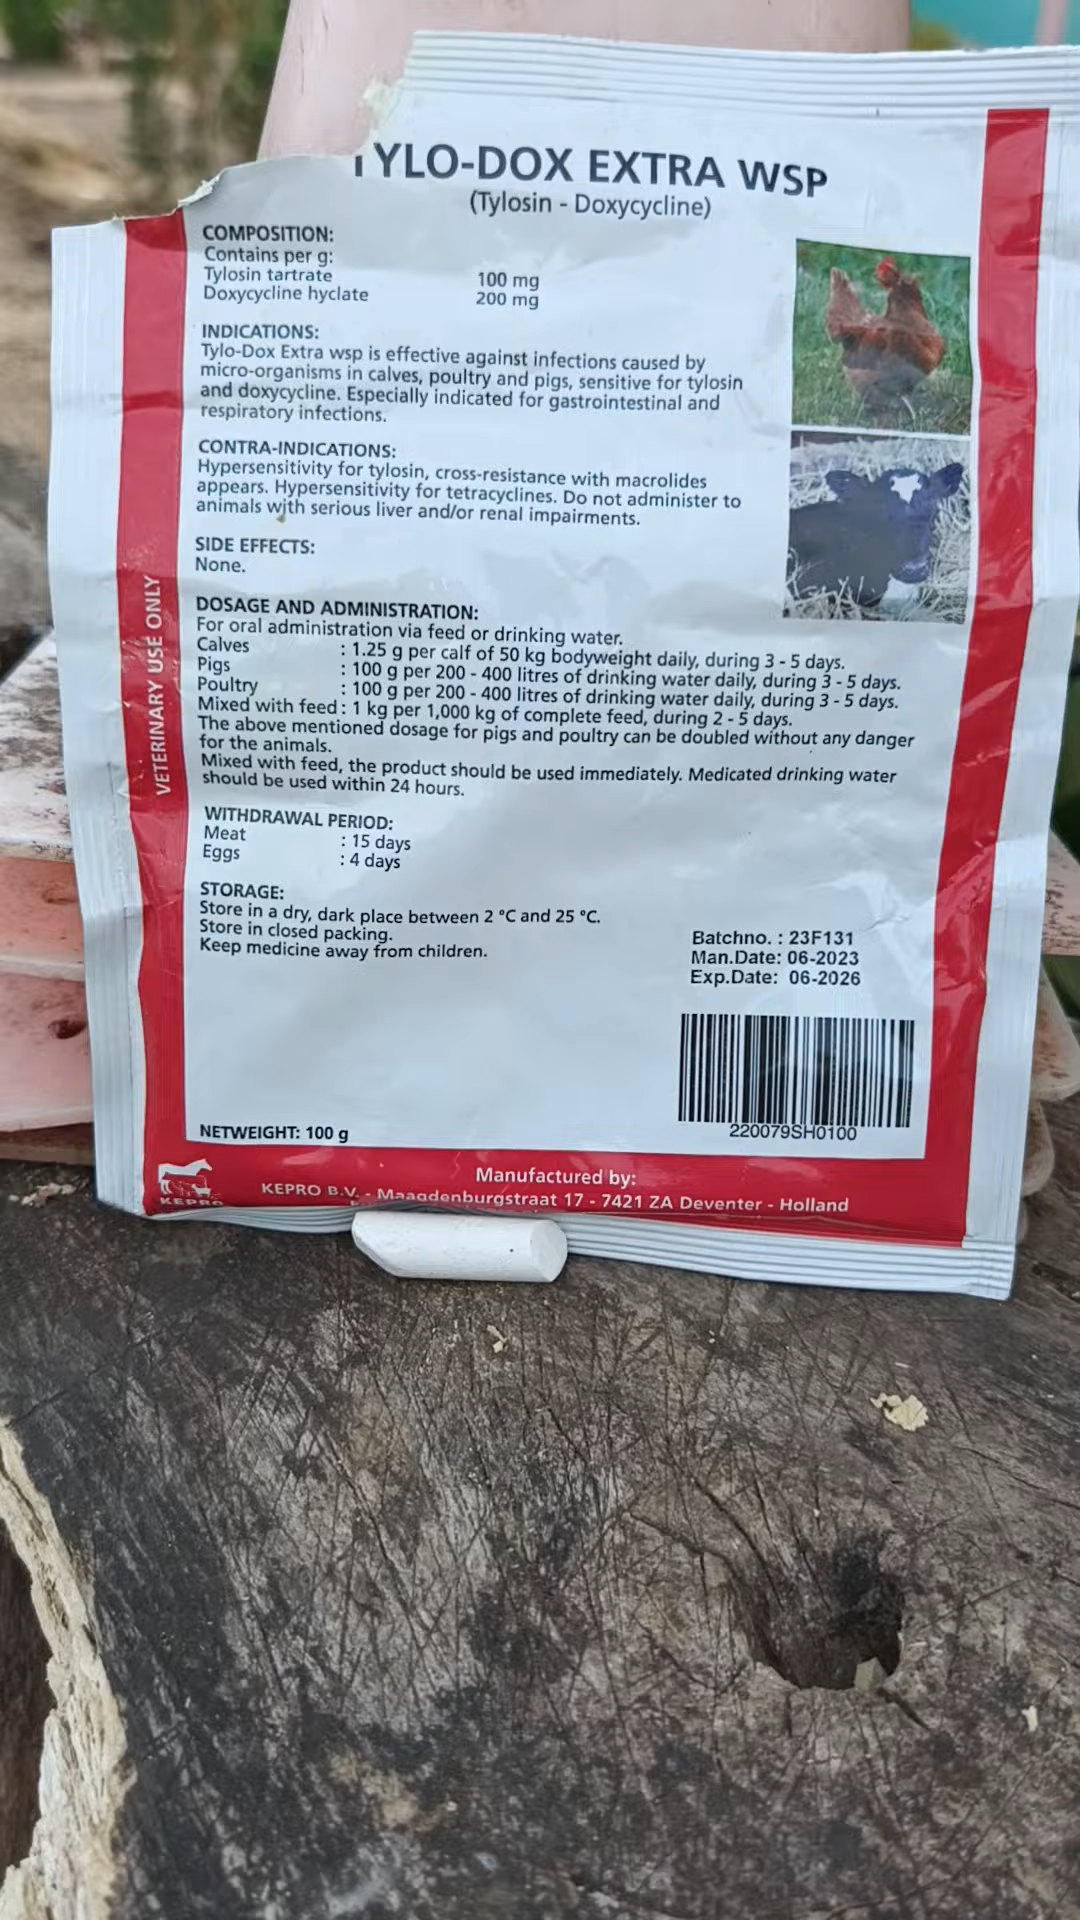 YLO-DOX EXTRA WSP
(Tylosin - Doxycycline)
COMPOSITION:
Contains per g:
Tylosin tartrate 100 mg
Doxycycline hyclate 200 mg
INDICATIONS:
Tylo-Dox Extra wsp is effective against infections caused by
micro-organisms in calves, poultry and pigs, sensitive for tylosin
and doxycycline. Especially indicated for gastrointestinal and
respiratory infections.
CONTRA-INDICATIONS:
Hypersensitivity for tylosin, cross-resistance with macrolides
appears. Hypersensitivity for tetracyclines. Do not administer to
animals with serious liver and/or renal impairments.
SIDE EFFECTS:
None.
DOSAGE AND ADMINISTRATION:
For oral administration via feed or drinking water.
Calves : 1.25 g per calf of 50 kg bodyweight daily, during 3 - 5 days.
Pigs : 100 g per 200 - 400 litres of drinking water daily, during 3 - 5 days.
Poultry : 100 g per 200 - 400 litres of drinking water daily, during 3 - 5 days.
Mixed with feed : 1 kg per 1,000 kg of complete feed, during 2 - 5 days.
The above mentioned dosage for pigs and poultry can be doubled without any danger
for the animals.
Mixed with feed, the product should be used immediately. Medicated drinking water
should be used within 24 hours.
WITHDRAWAL PERIOD:
Meat : 15 days
Eggs : 4 days
STORAGE:
Store in a dry, dark place between 2 °C and 25 °C.
Store in closed packing.
Keep medicine away from children.
Batchno. : 23F131
Man.Date: 06-2023
Exp.Date: 06-2026
220079SH0100
NETWEIGHT: 100 g
VETERINARY USE ONLY
KEPRO
Manufactured by:
KEPRO B.V. - Maagdenburgstraat 17 - 7421 ZA Deventer - Holland